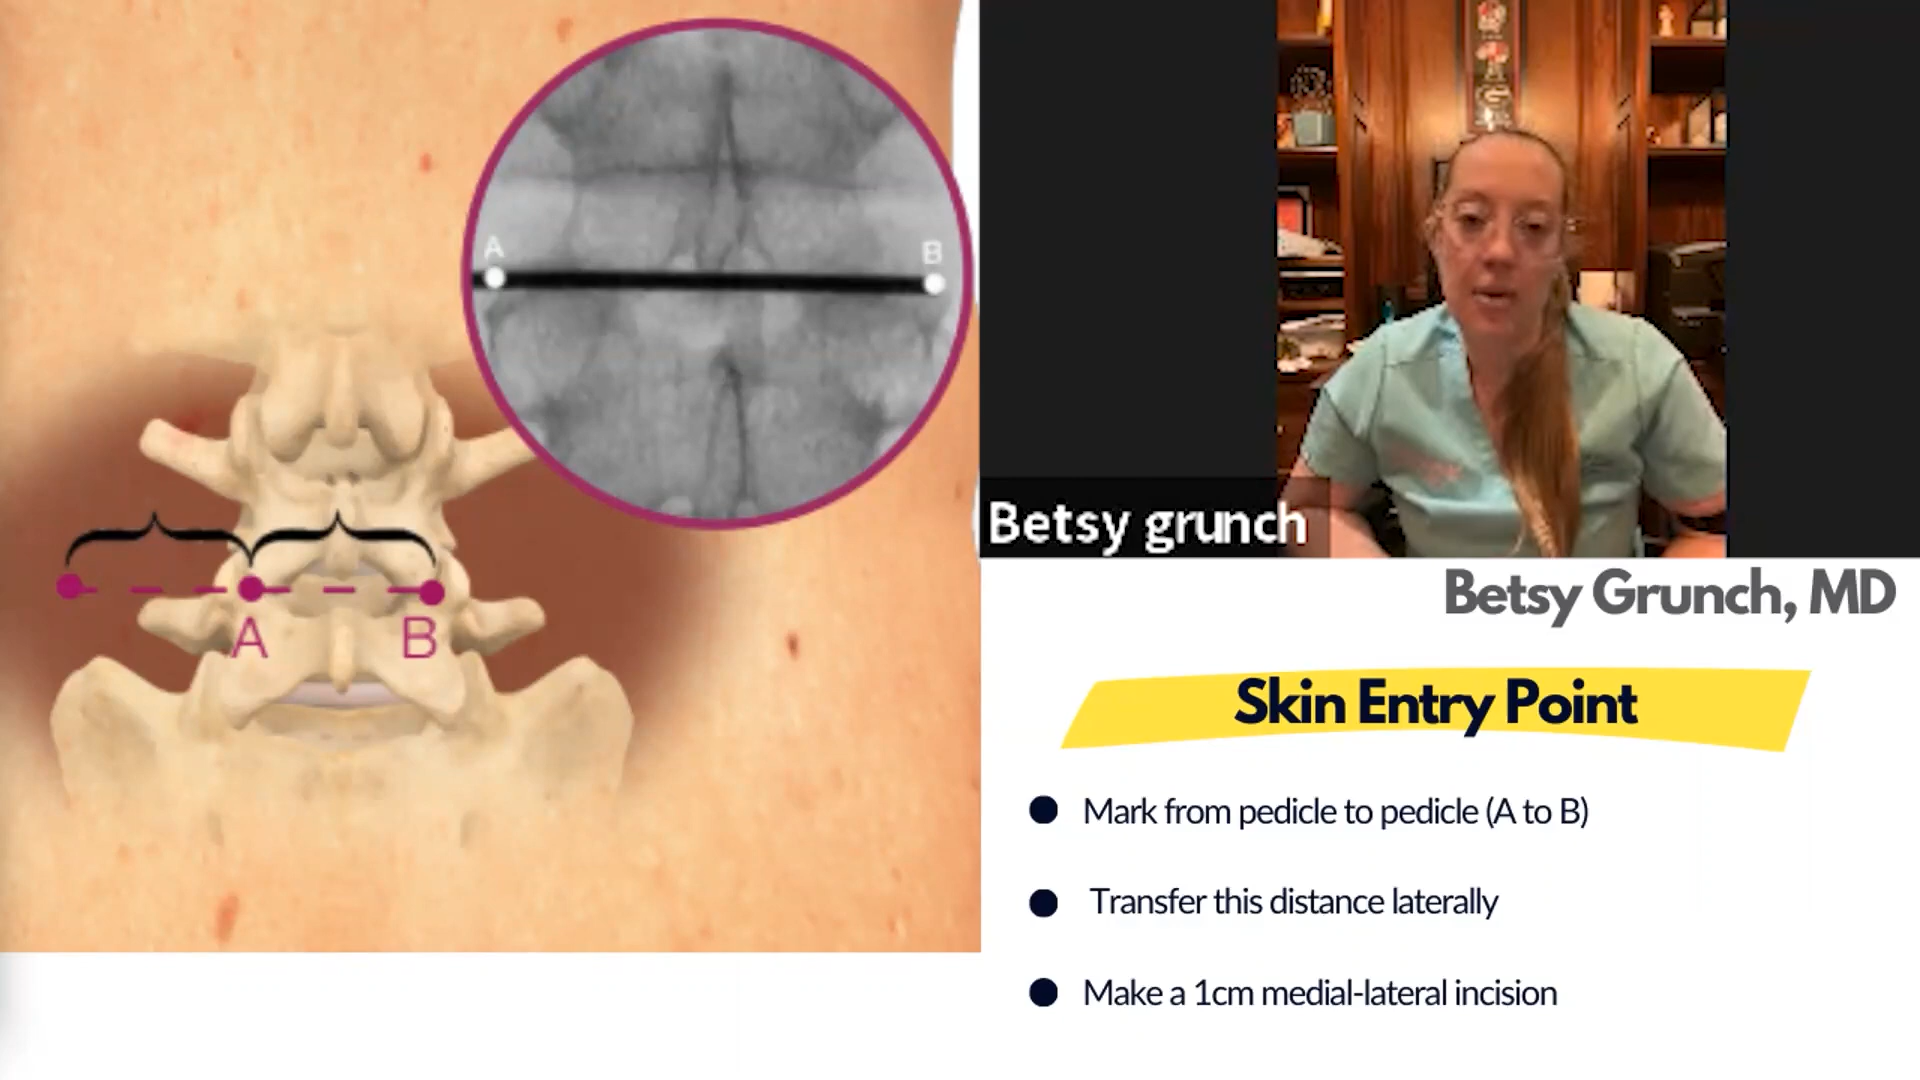 A
B
A
B
Betsy grunch
Betsy Grunch, MD
Skin Entry Point
Mark from pedicle to pedicle (A to B)
Transfer this distance laterally
Make a 1cm medial-lateral incision